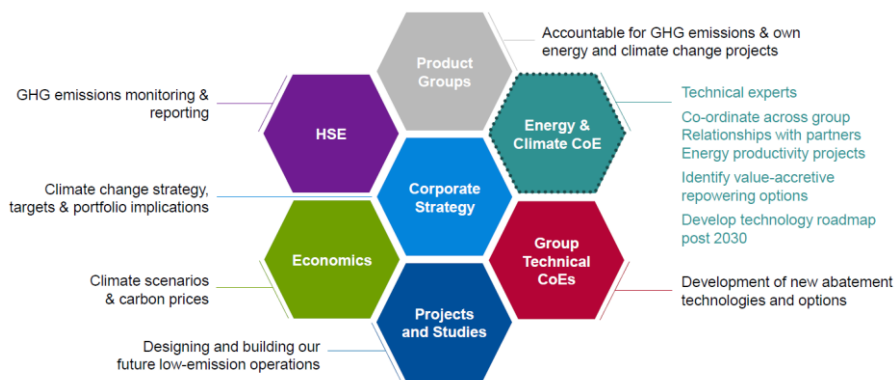 Product
Groups
Accountable for GHG emissions & own
energy and climate change projects
GHG emissions monitoring &
reporting
HSE
Energy &
Climate CoE
Technical experts
Co-ordinate across group
Relationships with partners
Energy productivity projects
Identify value-accretive
repowering options
Develop technology roadmap
post 2030
Climate change strategy,
targets & portfolio implications
Corporate
Strategy
Economics
Group
Technical
CoEs
Climate scenarios
& carbon prices
Development of new abatement
technologies and options
Projects
and Studies
Designing and building our
future low-emission operations